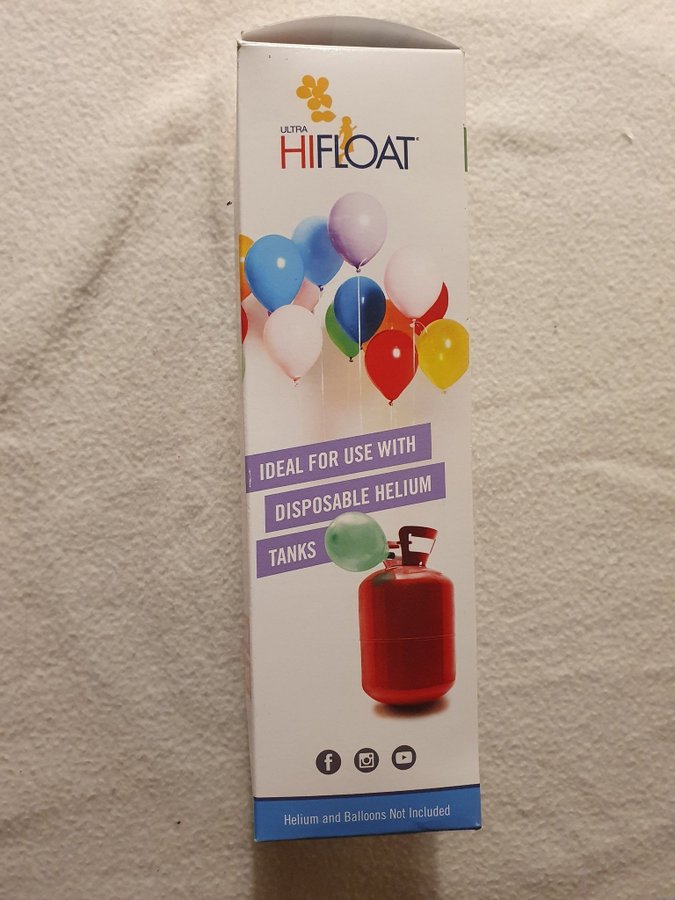 ULTRA
HIFLOAT
IDEAL FOR USE WITH
DISPOSABLE HELIUM
TANKS
Helium and Balloons Not Included